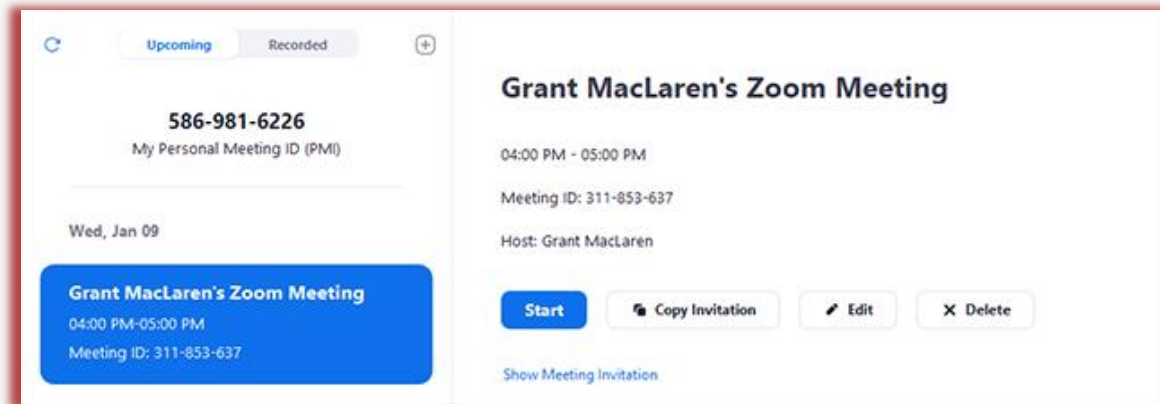 Upcoming
Recorded
586-981-6226
My Personal Meeting ID (PMI)
Wed, Jan 09
Grant MacLaren's Zoom Meeting
04:00 PM-05:00 PM
Meeting ID: 311-853-637
Grant MacLaren's Zoom Meeting
04:00 PM - 05:00 PM
Meeting ID: 311-853-637
Host: Grant MacLaren
Start
Copy Invitation
Edit
Delete
Show Meeting Invitation